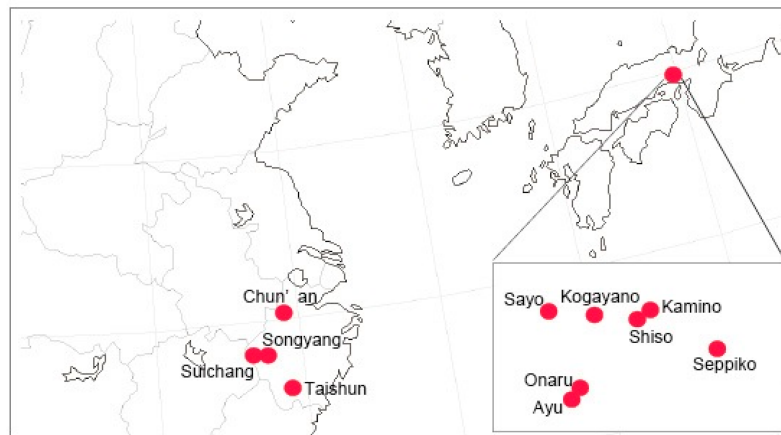 Chun’ an
Songyang
Suichang
Taishun
Sayo
Kogayano
Kamino
Shiso
Seppiko
Onaru
Ayu